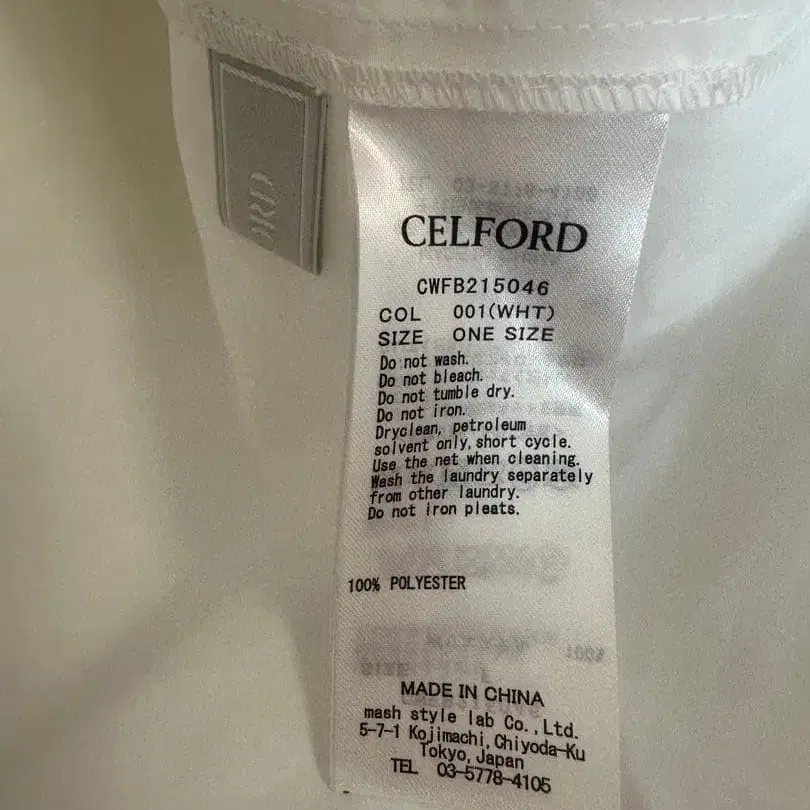 CELFORD
CWFB215046
COL 001(WHT)
SIZE ONE SIZE
Do not wash.
Do not bleach.
Do not tumble dry.
Do not iron.
Dryclean, petroleum
solvent only,short cycle.
Use the net when cleaning.
Wash the laundry separately
from other laundry.
Do not iron pleats.
100% POLYESTER
MADE IN CHINA
mash style lab Co.,Ltd.
5-7-1 Kojimachi,Chiyoda-Ku
Tokyo,Japan
TEL 03-5778-4105